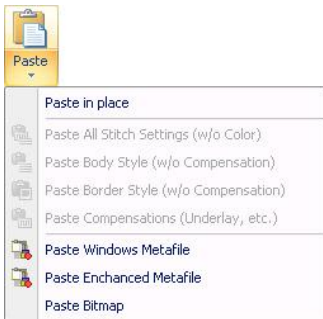 Paste
Paste in place
Paste All Stitch Settings (w/o Color)
Paste Body Style (w/o Compensation)
Paste Border Style (w/o Compensation)
Paste Compensations (Underlay, etc.)
Paste Windows Metafile
Paste Enchanced Metafile
Paste Bitmap